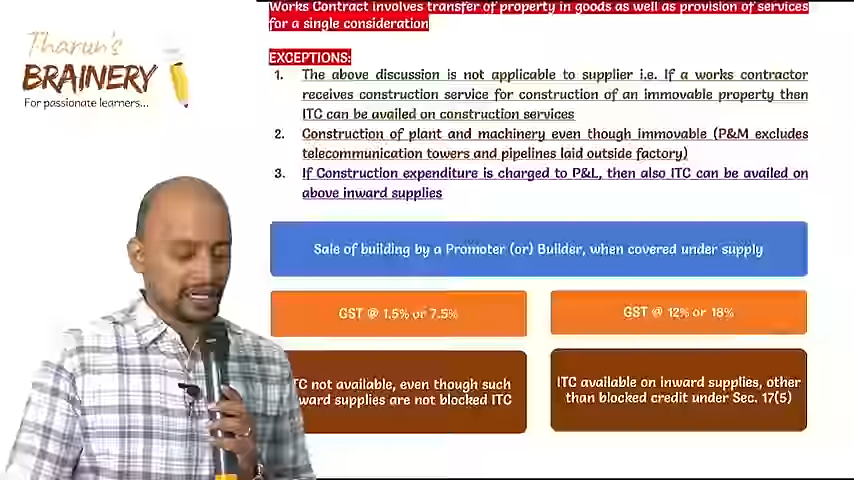 Works Contract involves transfer of property in goods as well as provision of services
for a single consideration
Tharun's
BRAINERY
For passionate learners...
EXCEPTIONS:
1. The above discussion is not applicable to supplier i.e. If a works contractor
receives construction service for construction of an immovable property then
ITC can be availed on construction services
2. Construction of plant and machinery even though immovable (P&M excludes
telecommunication towers and pipelines laid outside factory)
3. If Construction expenditure is charged to P&L, then also ITC can be availed on
above inward supplies
Sale of building by a Promoter (or) Builder, when covered under supply
GST @ 1.5% or 7.5%
GST @ 12% or 18%
TC not available, even though such
ward supplies are not blocked ITC
ITC available on inward supplies, other
than blocked credit under Sec. 17(5)